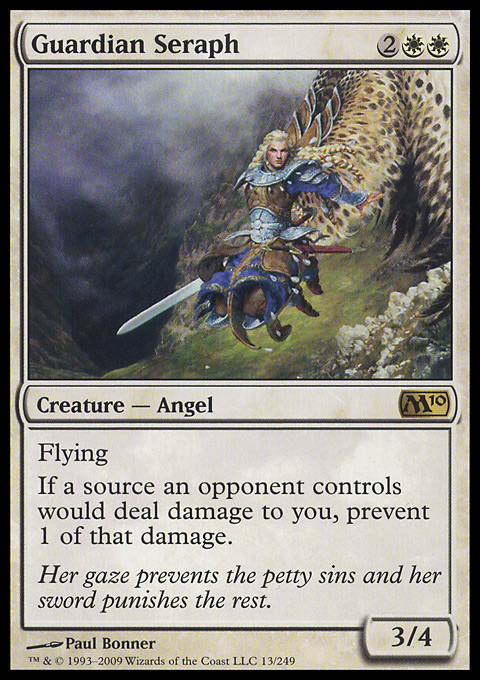 Guardian Seraph 2
Creature — Angel M10
Flying
If a source an opponent controls
would deal damage to you, prevent
1 of that damage.
Her gaze prevents the petty sins and her
sword punishes the rest.
Paul Bonner
3/4
™ & © 1993–2009 Wizards of the Coast LLC 13/249